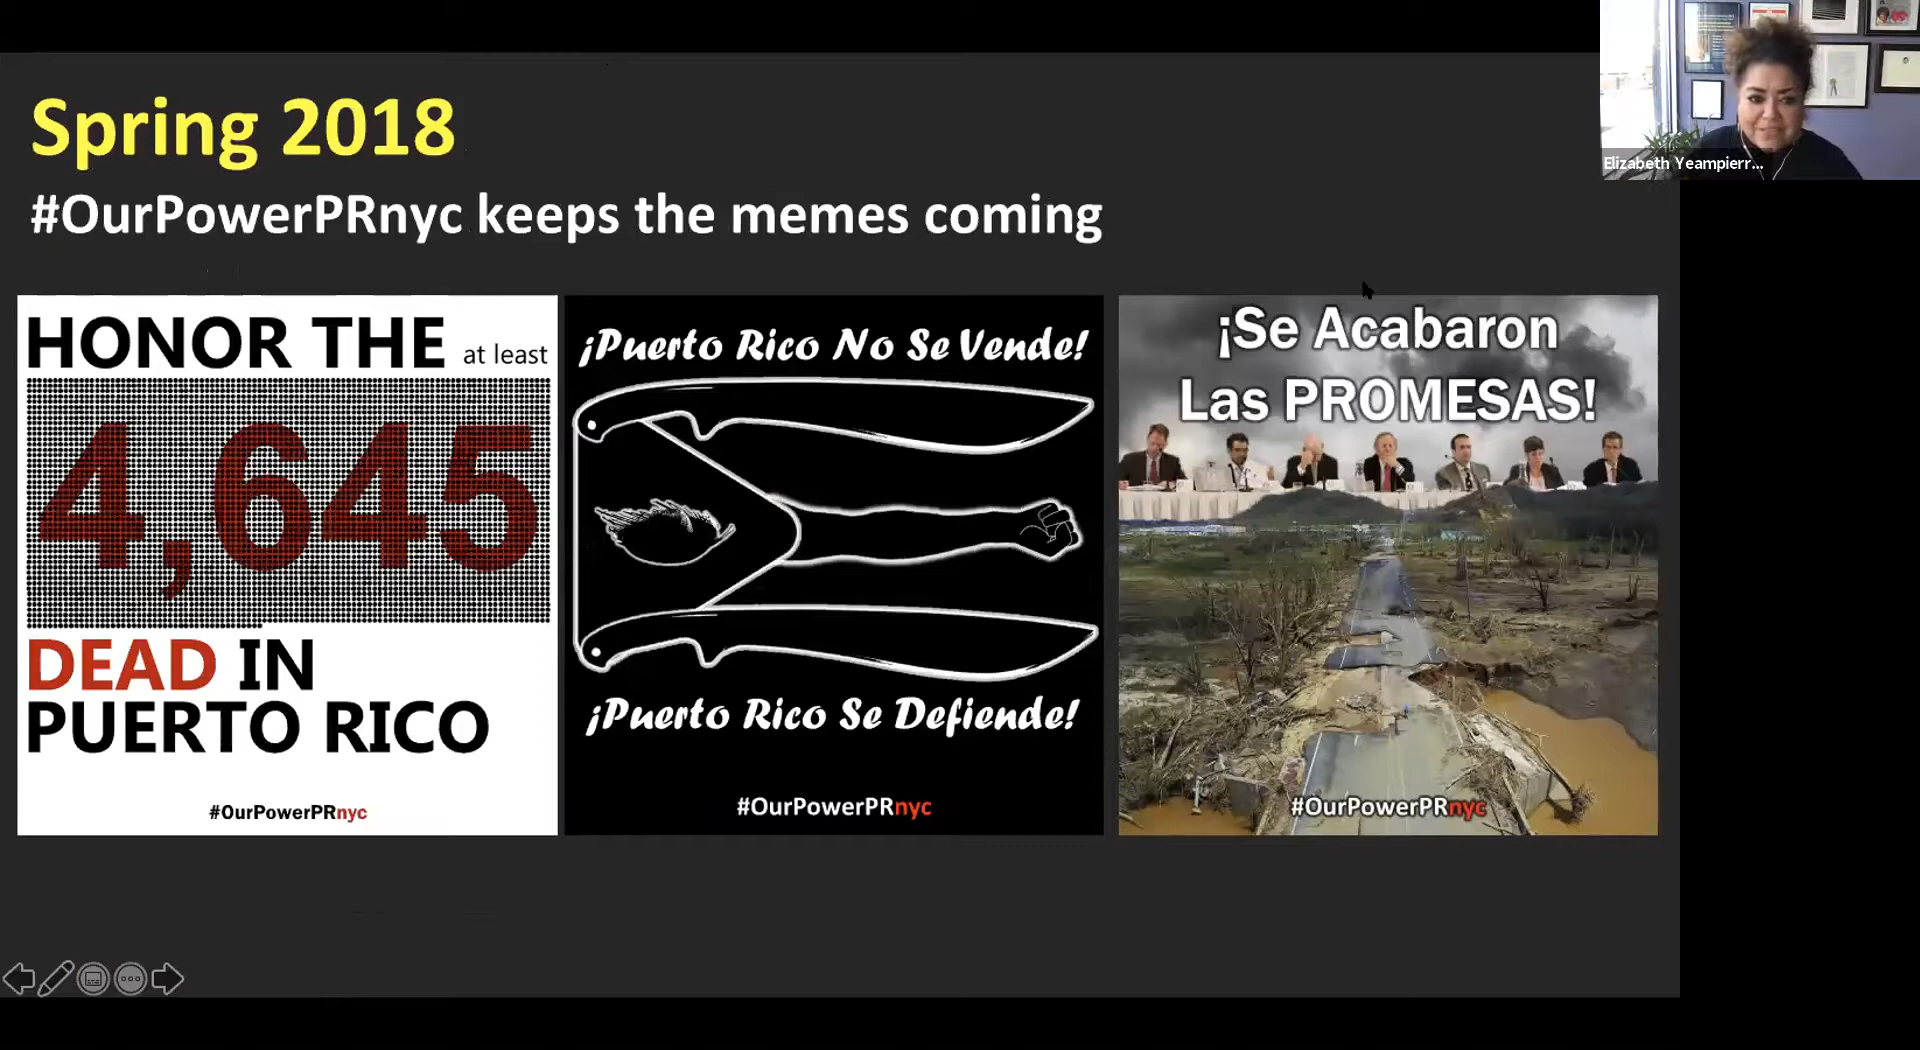 Spring 2018
#OurPowerPRnyc keeps the memes coming
HONOR THE at least
4,645
DEAD IN
PUERTO RICO
#OurPowerPRnyc
¡Puerto Rico No Se Vende!
¡Puerto Rico Se Defiende!
#OurPowerPRnyc
¡Se Acabaron
Las PROMESAS!
#OurPowerPRnyc
Elizabeth Yeampierr...